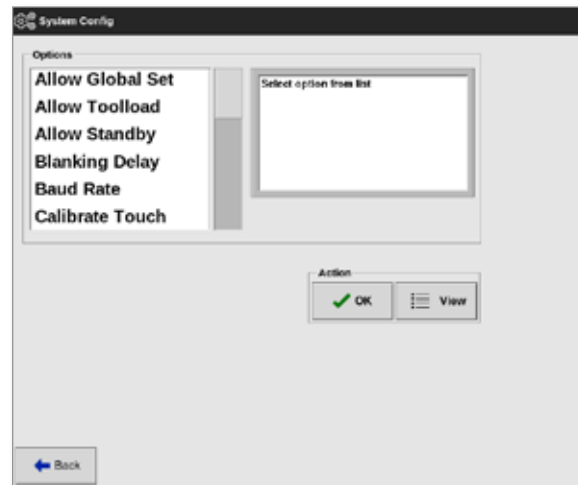 System Config
Options
Allow Global Set
Allow Toolload
Allow Standby
Blanking Delay
Baud Rate
Calibrate Touch
Select option from list
Action
OK
View
Back